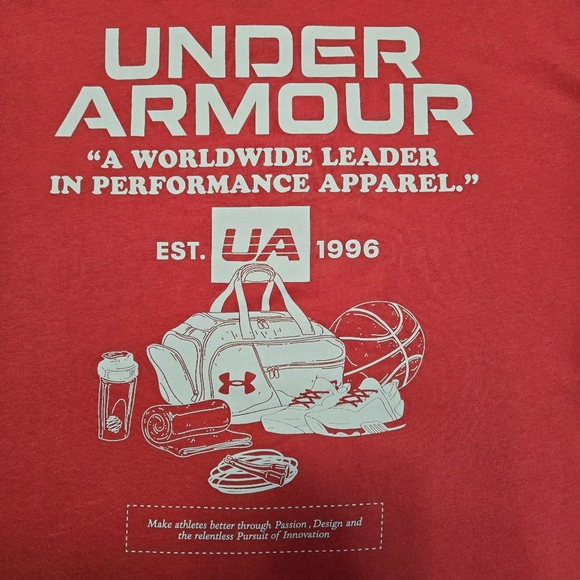 UNDER
ARMOUR
“A WORLDWIDE LEADER
IN PERFORMANCE APPAREL.”
EST. UA 1996
Make athletes better through Passion , Design and
the relentless Pursuit of Innovation